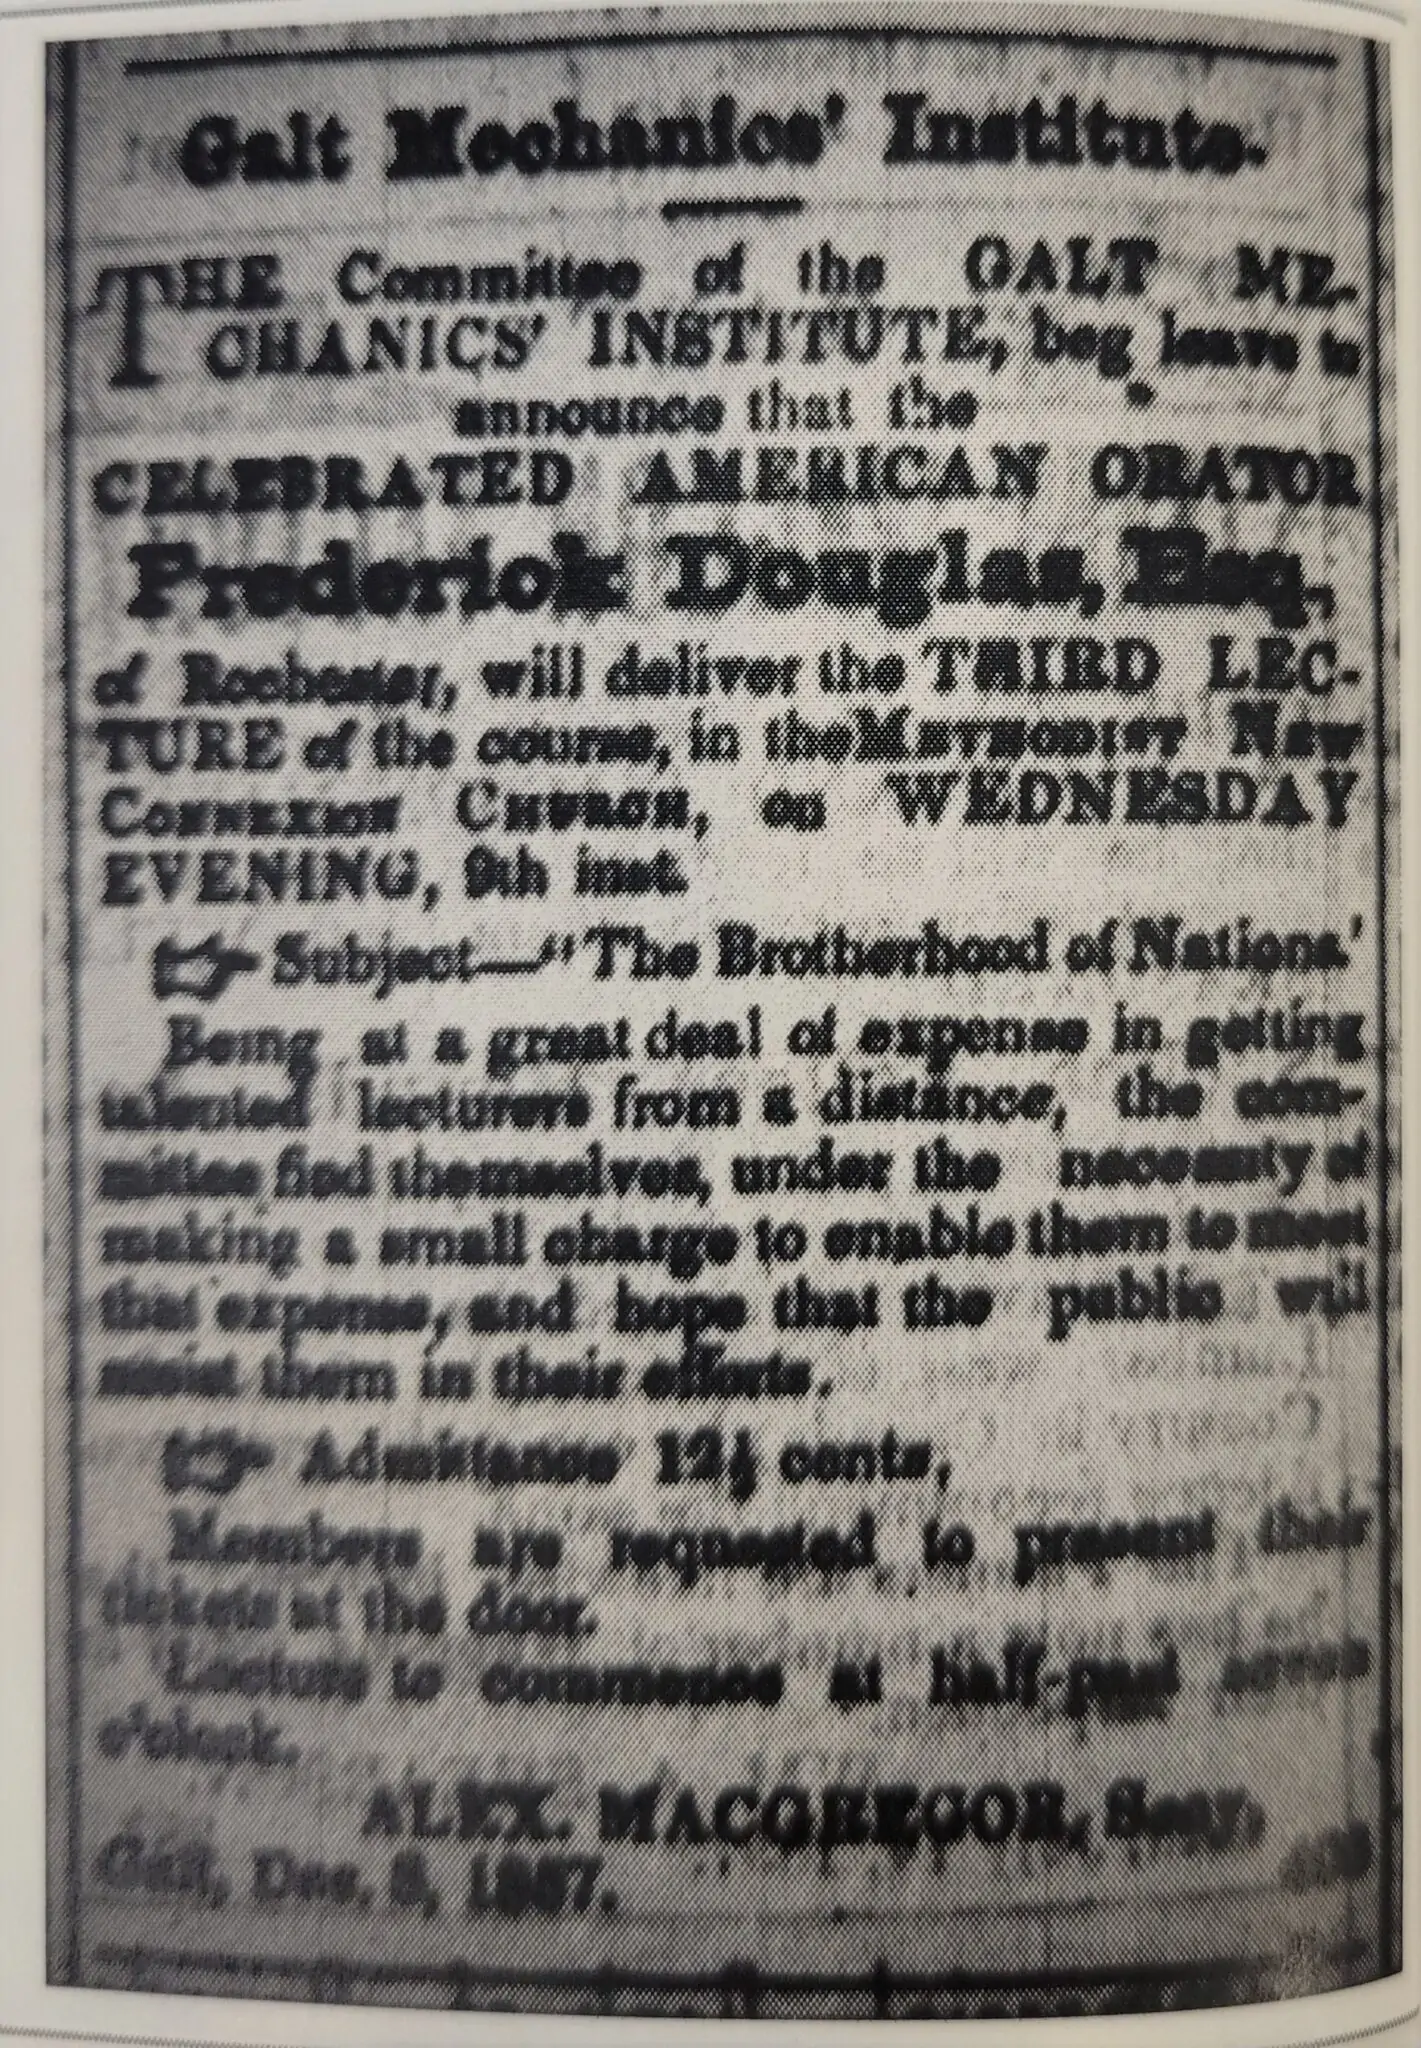 Galt Mechanics' Institute.
THE Committee of the GALT ME-
CHANICS' INSTITUTE, beg leave to
announce that the
CELEBRATED AMERICAN ORATOR
Frederick Douglas, Esq.,
of Rochester, will deliver the THIRD LEC-
TURE of the course, in the METHODIST NEW
CONNEXION CHURCH, on WEDNESDAY
EVENING, 9th inst.
☞ Subject—"The Brotherhood of Nations'
Being at a great deal of expense in getting
talented lecturers from a distance, the com-
mittee find themselves, under the necessity of
making a small charge to enable them to meet
that expense, and hope that the public will
assist them in their efforts.
☞ Admittance 12½ cents,
Members are requested to present their
tickets at the door.
Lecture to commence at half-past seven
o'clock.
ALEX. MACGREGOR, Secy,
Galt, Dec. 1857.